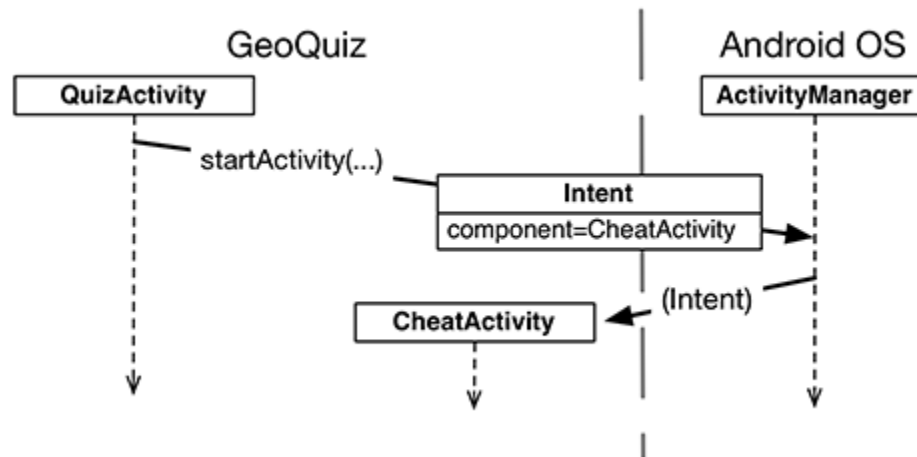 GeoQuiz
Android OS
QuizActivity
ActivityManager
startActivity(...)
Intent
component=CheatActivity
(Intent)
CheatActivity